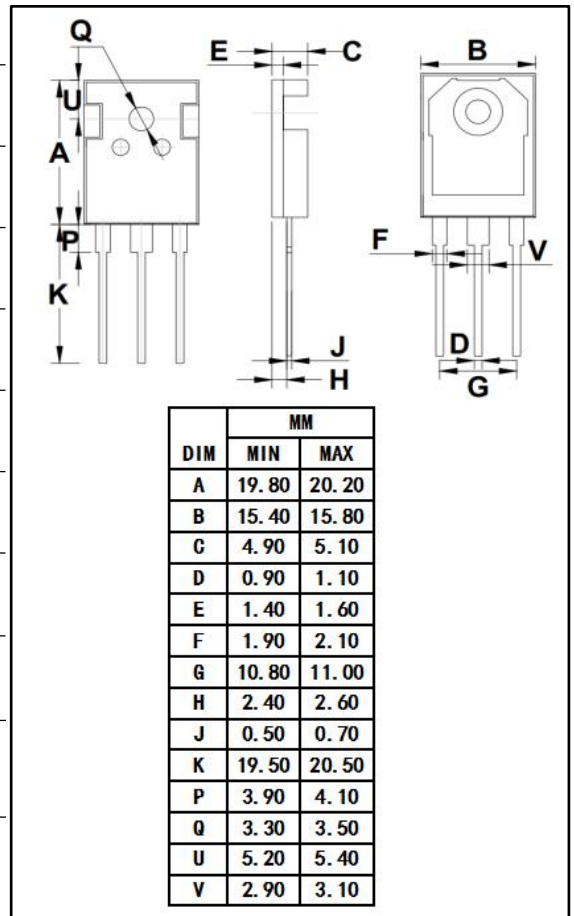 Q
E C B
U
A
P
F V
K
J D
H G
MM
DIM MIN MAX
A 19.80 20.20
B 15.40 15.80
C 4.90 5.10
D 0.90 1.10
E 1.40 1.60
F 1.90 2.10
G 10.80 11.00
H 2.40 2.60
J 0.50 0.70
K 19.50 20.50
P 3.90 4.10
Q 3.30 3.50
U 5.20 5.40
V 2.90 3.10